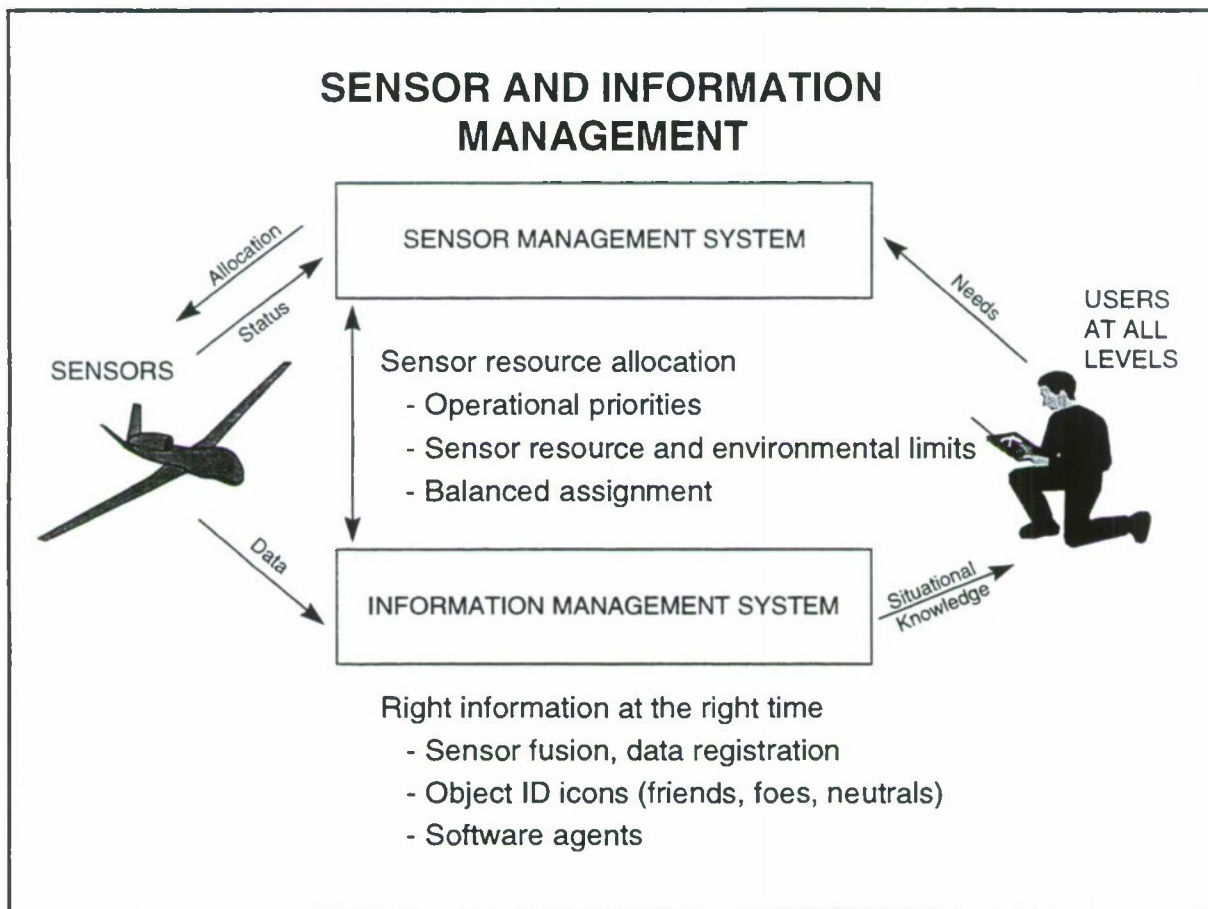 SENSOR AND INFORMATION
MANAGEMENT
SENSOR MANAGEMENT SYSTEM
Allocation
Status
Needs
USERS
AT ALL
LEVELS
SENSORS
Sensor resource allocation
- Operational priorities
- Sensor resource and environmental limits
- Balanced assignment
Data
INFORMATION MANAGEMENT SYSTEM
Situational
Knowledge
Right information at the right time
- Sensor fusion, data registration
- Object ID icons (friends, foes, neutrals)
- Software agents